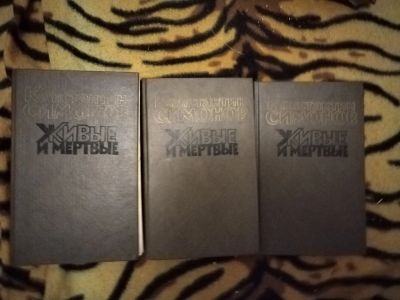 Константин
Симонов
Живые
и мертвые
Константин
Симонов
Живые
и мертвые
Константин
Симонов
Живые
и мертвые